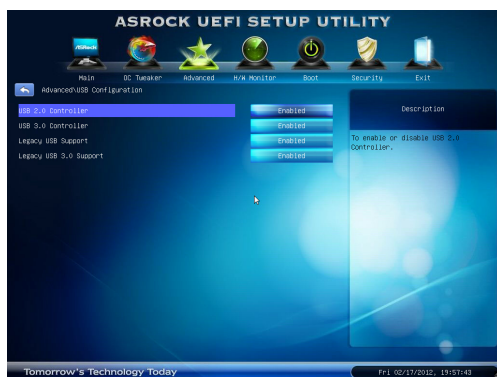 ASROCK UEFI SETUP UTILITY
ASRock
Main OC Tweaker Advanced H/W Monitor Boot Security Exit
Advanced\USB Configuration
USB 2.0 Controller Enabled
USB 3.0 Controller Enabled
Legacy USB Support Enabled
Legacy USB 3.0 Support Enabled
Description
To enable or disable USB 2.0
Controller.
Tomorrow's Technology Today
Fri 02/17/2012, 19:57:43